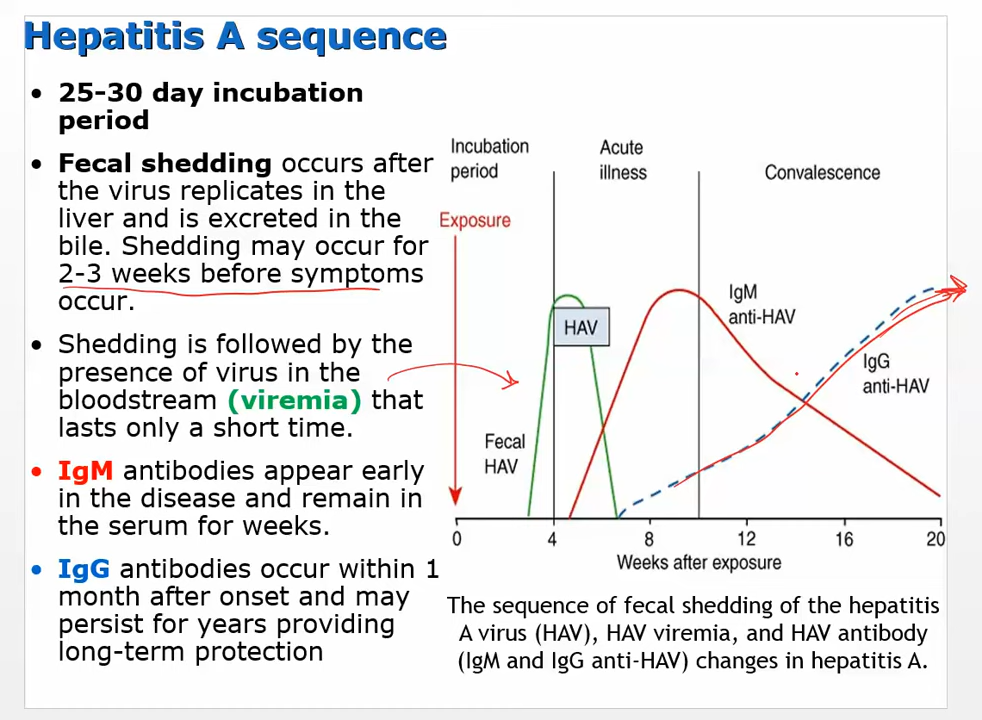 Hepatitis A sequence
• 25-30 day incubation
period
• Fecal shedding occurs after
the virus replicates in the
liver and is excreted in the
bile. Shedding may occur for
2-3 weeks before symptoms
occur.
• Shedding is followed by the
presence of virus in the
bloodstream (viremia) that
lasts only a short time.
• IgM antibodies appear early
in the disease and remain in
the serum for weeks.
• IgG antibodies occur within 1
month after onset and may
persist for years providing
long-term protection
Incubation
period
Acute
illness
Convalescence
Exposure
HAV
IgM
anti-HAV
IgG
anti-HAV
Fecal
HAV
0 4 8 12 16 20
Weeks after exposure
The sequence of fecal shedding of the hepatitis
A virus (HAV), HAV viremia, and HAV antibody
(IgM and IgG anti-HAV) changes in hepatitis A.